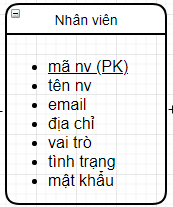 Nhân viên
mã nv (PK)
tên nv
email
địa chỉ
vai trò
tình trạng
mật khẩu